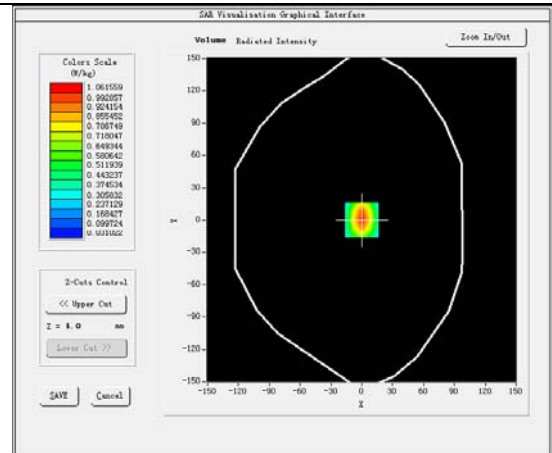 SAR Visualisation Graphical Interface
Volume Radiated Intensity
Zoom In/Out
Colors Scale
(W/kg)
1.061559
0.992857
0.924154
0.855452
0.786749
0.718047
0.649344
0.580642
0.511939
0.443237
0.374534
0.305832
0.237129
0.168427
0.099724
0.031022
Z-Cuts Control
<< Upper Cut
Z = 4.0 mm
Lower Cut >>
SAVE
Cancel
150
120
90
60
30
0
-30
-60
-90
-120
-150
Y
-150 -120 -90 -60 -30 0 30 60 90 120 150
X